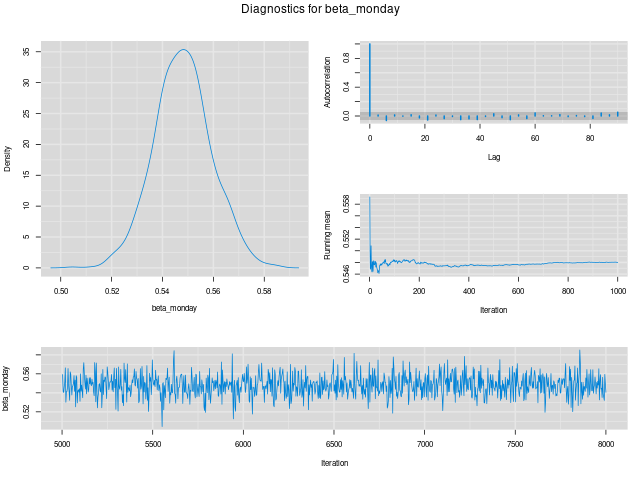 Diagnostics for beta_monday
Density
35
30
25
20
15
10
5
0
0.50 0.52 0.54 0.56 0.58
beta_monday
Autocorrelation
0.8
0.4
0.0
0 20 40 60 80
Lag
Running mean
0.558
0.552
0.546
0 200 400 600 800 1000
Iteration
beta_monday
0.56
0.52
5000 5500 6000 6500 7000 7500 8000
Iteration